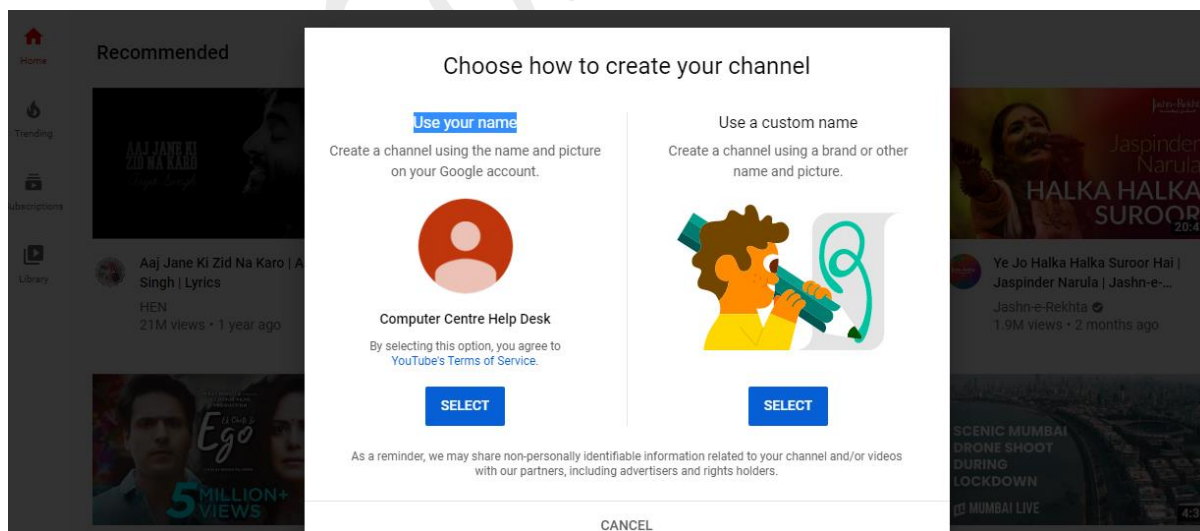 Home
Trending
ubscriptions
Library
Recommended
AAJ JANE KI
ZID NA KARO
Aaj Jane Ki Zid Na Karo | A
Singh | Lyrics
HEN
21M views • 1 year ago
Ego
5 MILLION+
VIEWS
Choose how to create your channel
Use your name
Create a channel using the name and picture
on your Google account.
Computer Centre Help Desk
By selecting this option, you agree to
YouTube's Terms of Service.
SELECT
Use a custom name
Create a channel using a brand or other
name and picture.
SELECT
As a reminder, we may share non-personally identifiable information related to your channel and/or videos
with our partners, including advertisers and rights holders.
CANCEL
Jaspinder
Narula
HALKA HALKA
SUROOR
20:4
Ye Jo Halka Halka Suroor Hai |
Jaspinder Narula | Jashn-e-...
Jashn-e-Rekhta
1.9M views • 2 months ago
SCENIC MUMBAI
DRONE SHOOT
DURING
LOCKDOWN
MUMBAI LIVE
4:3